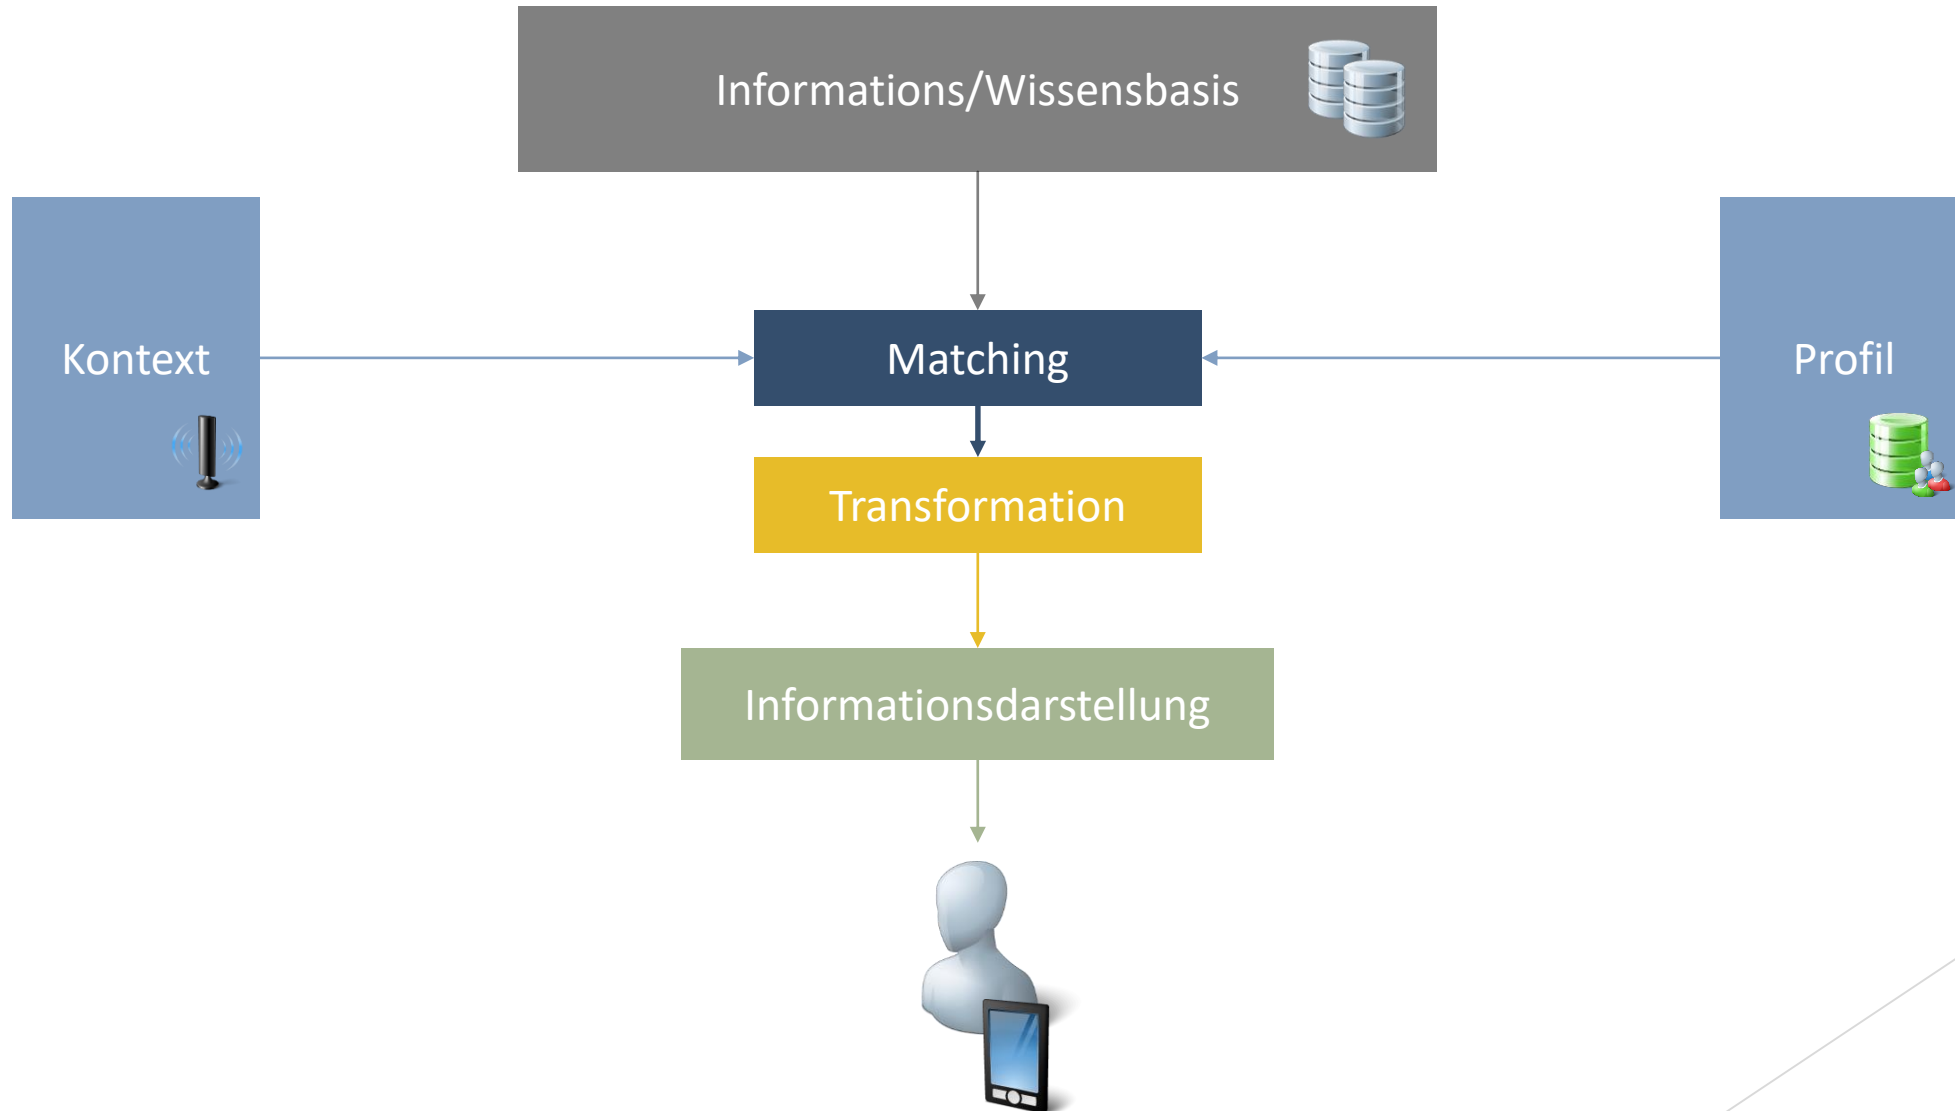 Informations/Wissensbasis
Kontext
Matching
Profil
Transformation
Informationsdarstellung